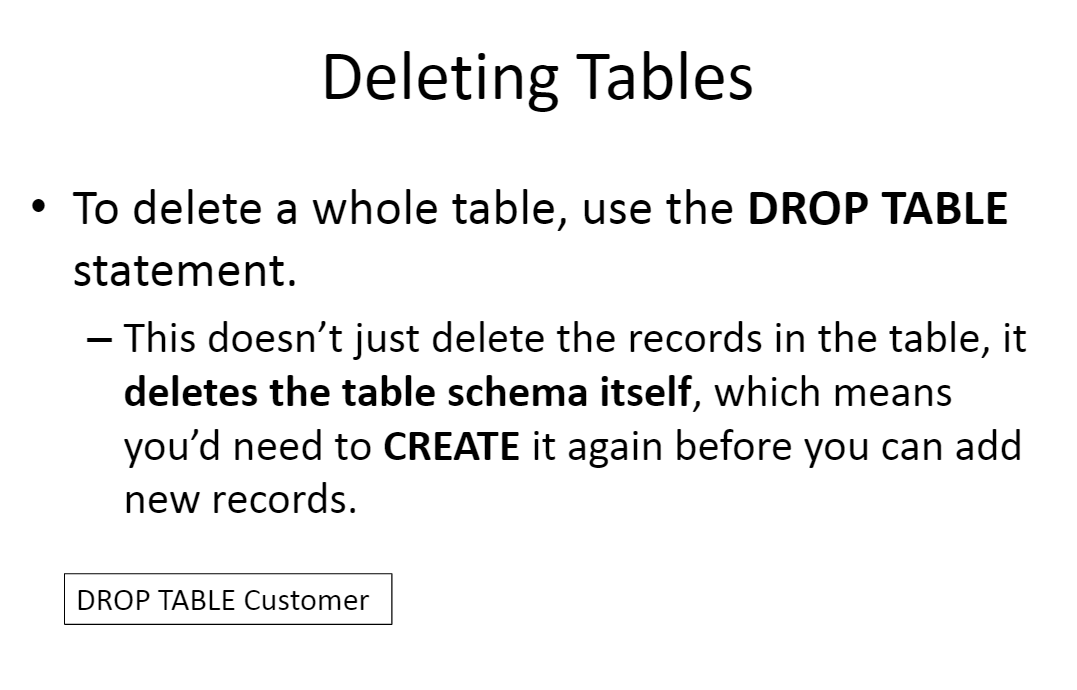 Deleting Tables
• To delete a whole table, use the DROP TABLE
statement.
– This doesn’t just delete the records in the table, it
deletes the table schema itself, which means
you’d need to CREATE it again before you can add
new records.
DROP TABLE Customer